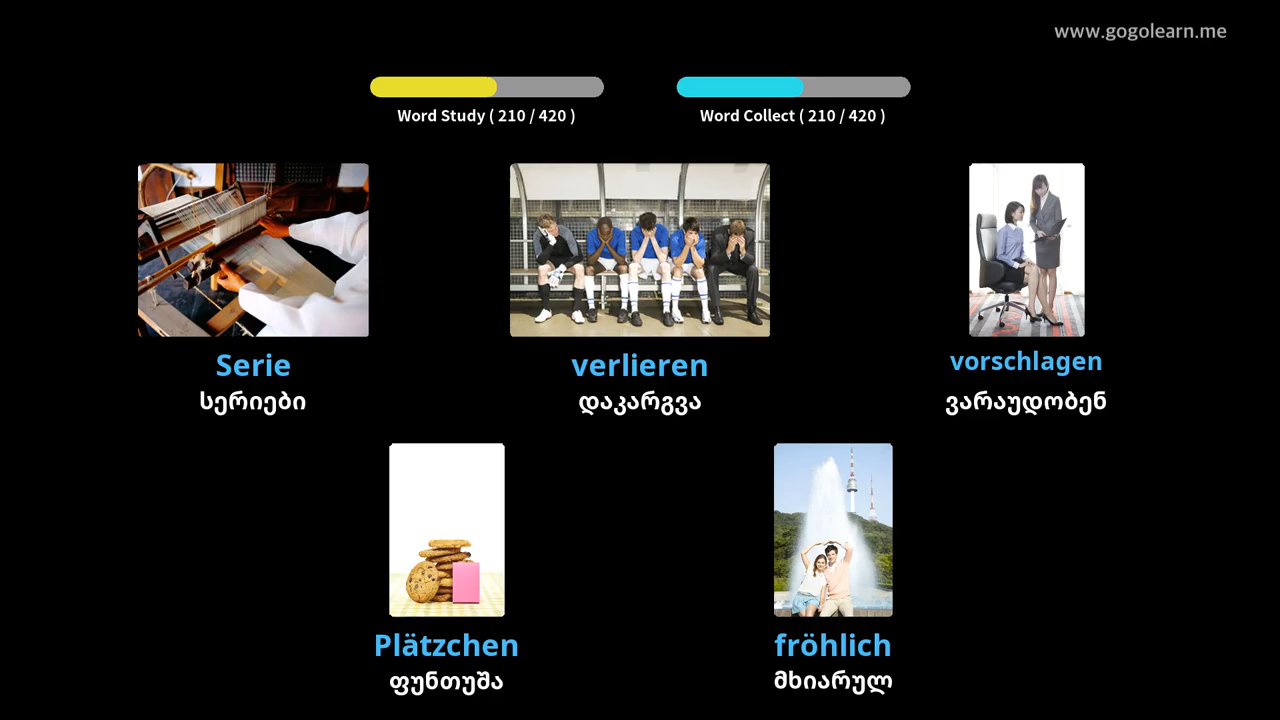 www.gogolearn.me
Word Study ( 210 / 420 )
Word Collect ( 210 / 420 )
Serie
სერიები
verlieren
დაკარგვა
vorschlagen
ვარაუდობენ
Plätzchen
ფუნთუშა
fröhlich
მხიარულ